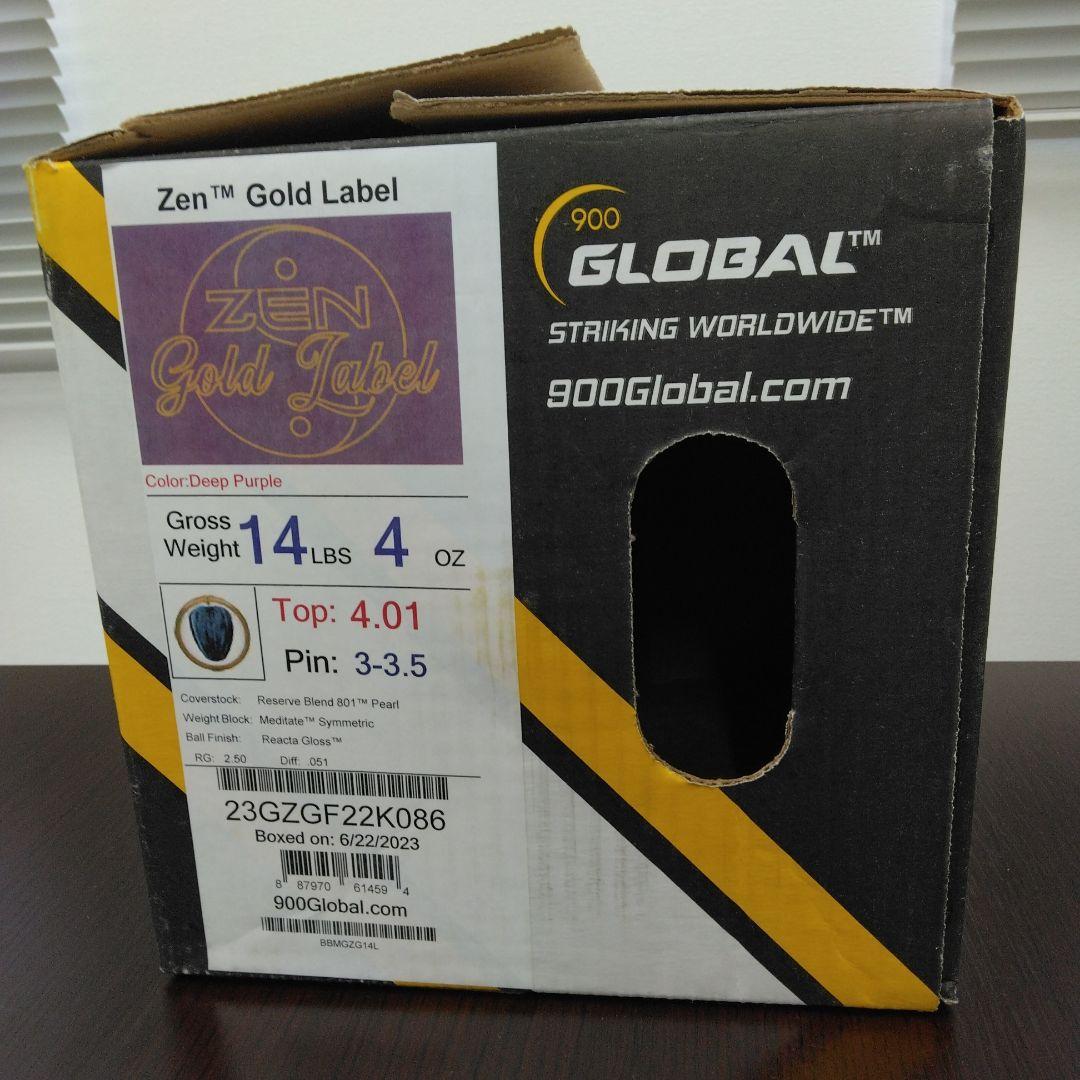 Zen™ Gold Label
ZEN
Gold Label
Color:Deep Purple
Gross Weight 14 LBS 4 OZ
Top: 4.01
Pin: 3-3.5
Coverstock: Reserve Blend 801™ Pearl
Weight Block: Meditate™ Symmetric
Ball Finish: Reacta Gloss™
RG: 2.50 Diff: .051
23GZGF22K086
Boxed on: 6/22/2023
8 87970 61459 4
900Global.com
BBMGZG14L
900
GLOBAL™
STRIKING WORLDWIDE™
900Global.com